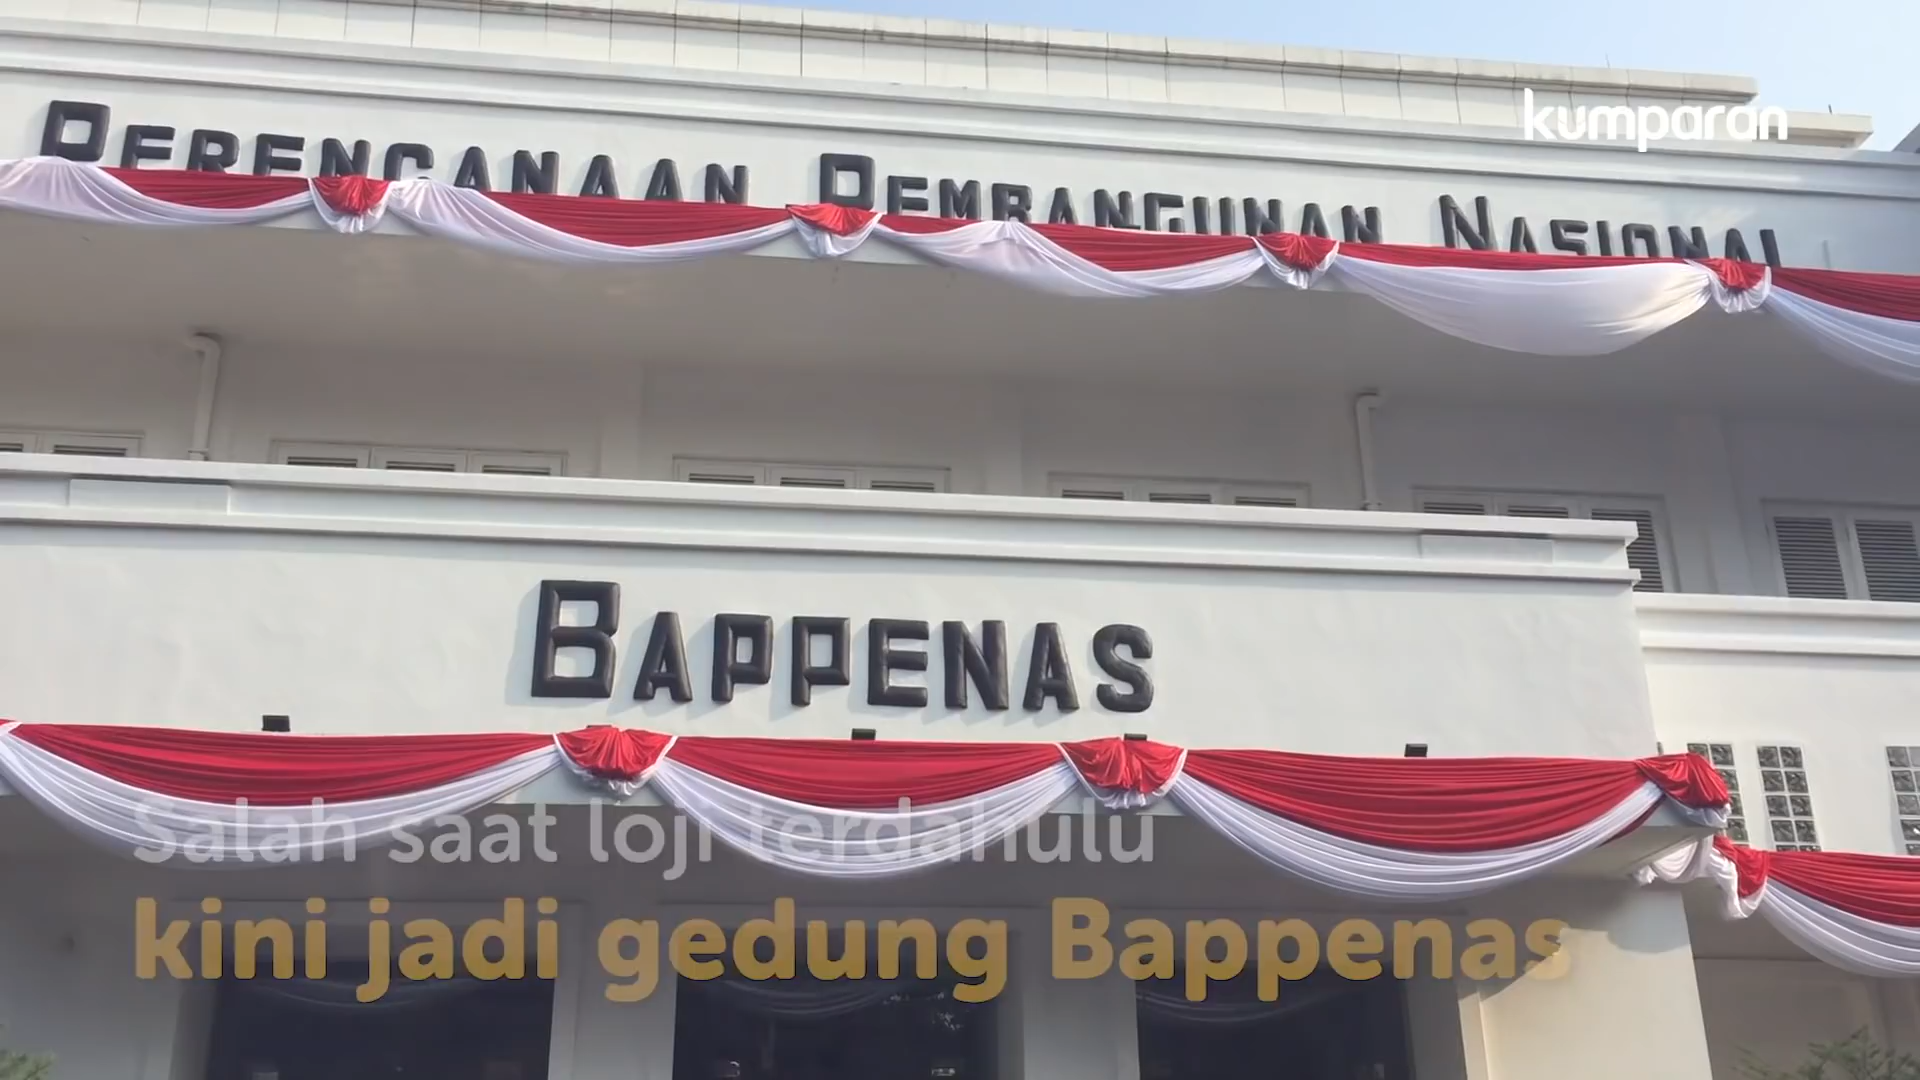 kumparan
PERENCANAAN PEMBANGUNAN NASIONAL
BAPPENAS
Salah saat loji terdahulu
kini jadi gedung Bappenas